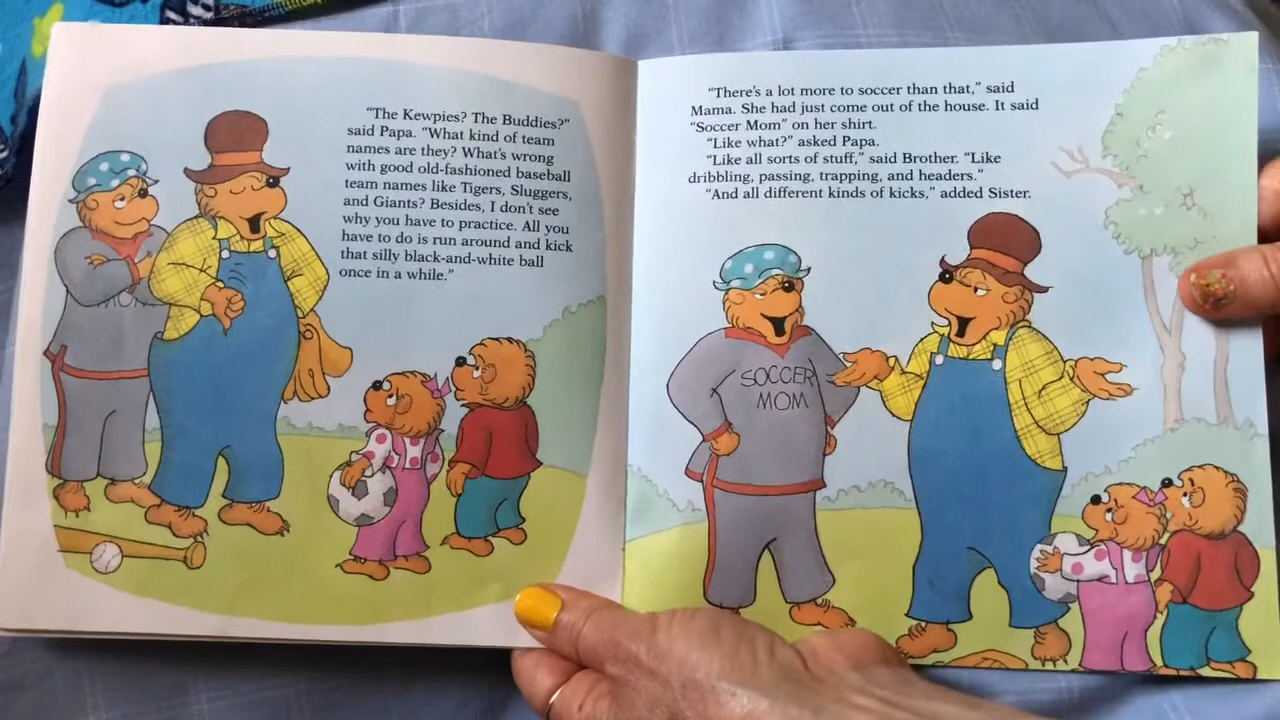 "The Kewpies? The Buddies?"
said Papa. "What kind of team
names are they? What's wrong
with good old-fashioned baseball
team names like Tigers, Sluggers,
and Giants? Besides, I don't see
why you have to practice. All you
have to do is run around and kick
that silly black-and-white ball
once in a while."
"There's a lot more to soccer than that," said
Mama. She had just come out of the house. It said
"Soccer Mom" on her shirt.
"Like what?" asked Papa.
"Like all sorts of stuff," said Brother. "Like
dribbling, passing, trapping, and headers."
"And all different kinds of kicks," added Sister.
SOCCER
MOM